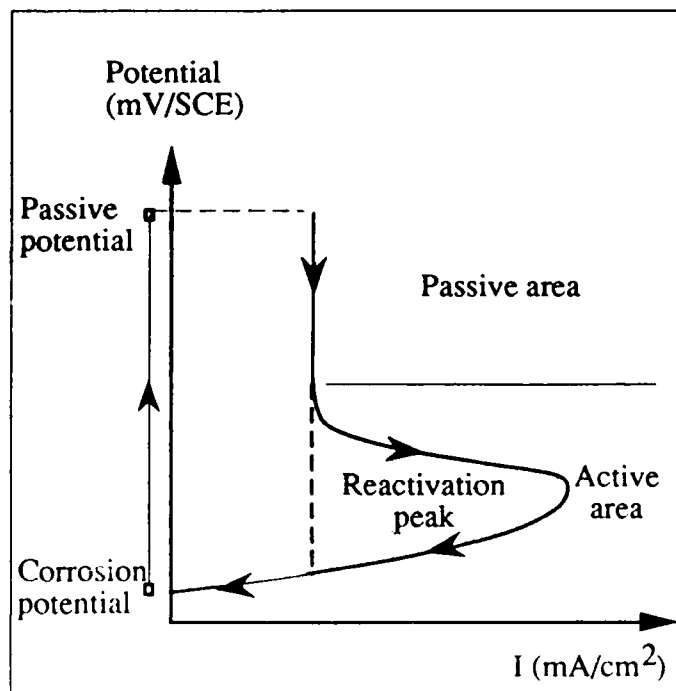 Potential
(mV/SCE)
Passive
potential
Passive area
Reactivation
peak
Active
area
Corrosion
potential
I (mA/cm²)